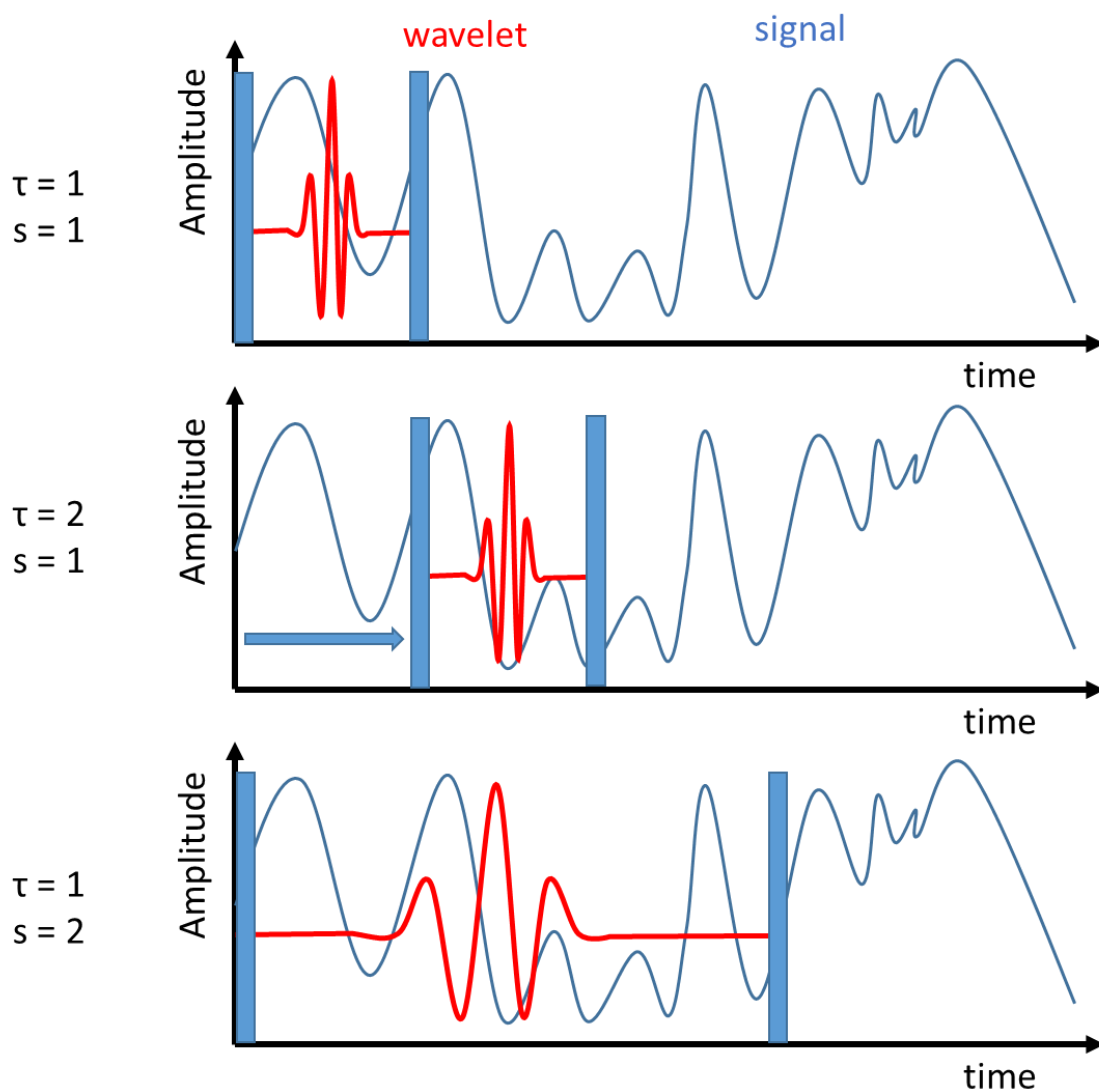 wavelet
signal
Amplitude
τ = 1
s = 1
time
Amplitude
τ = 2
s = 1
time
Amplitude
τ = 1
s = 2
time